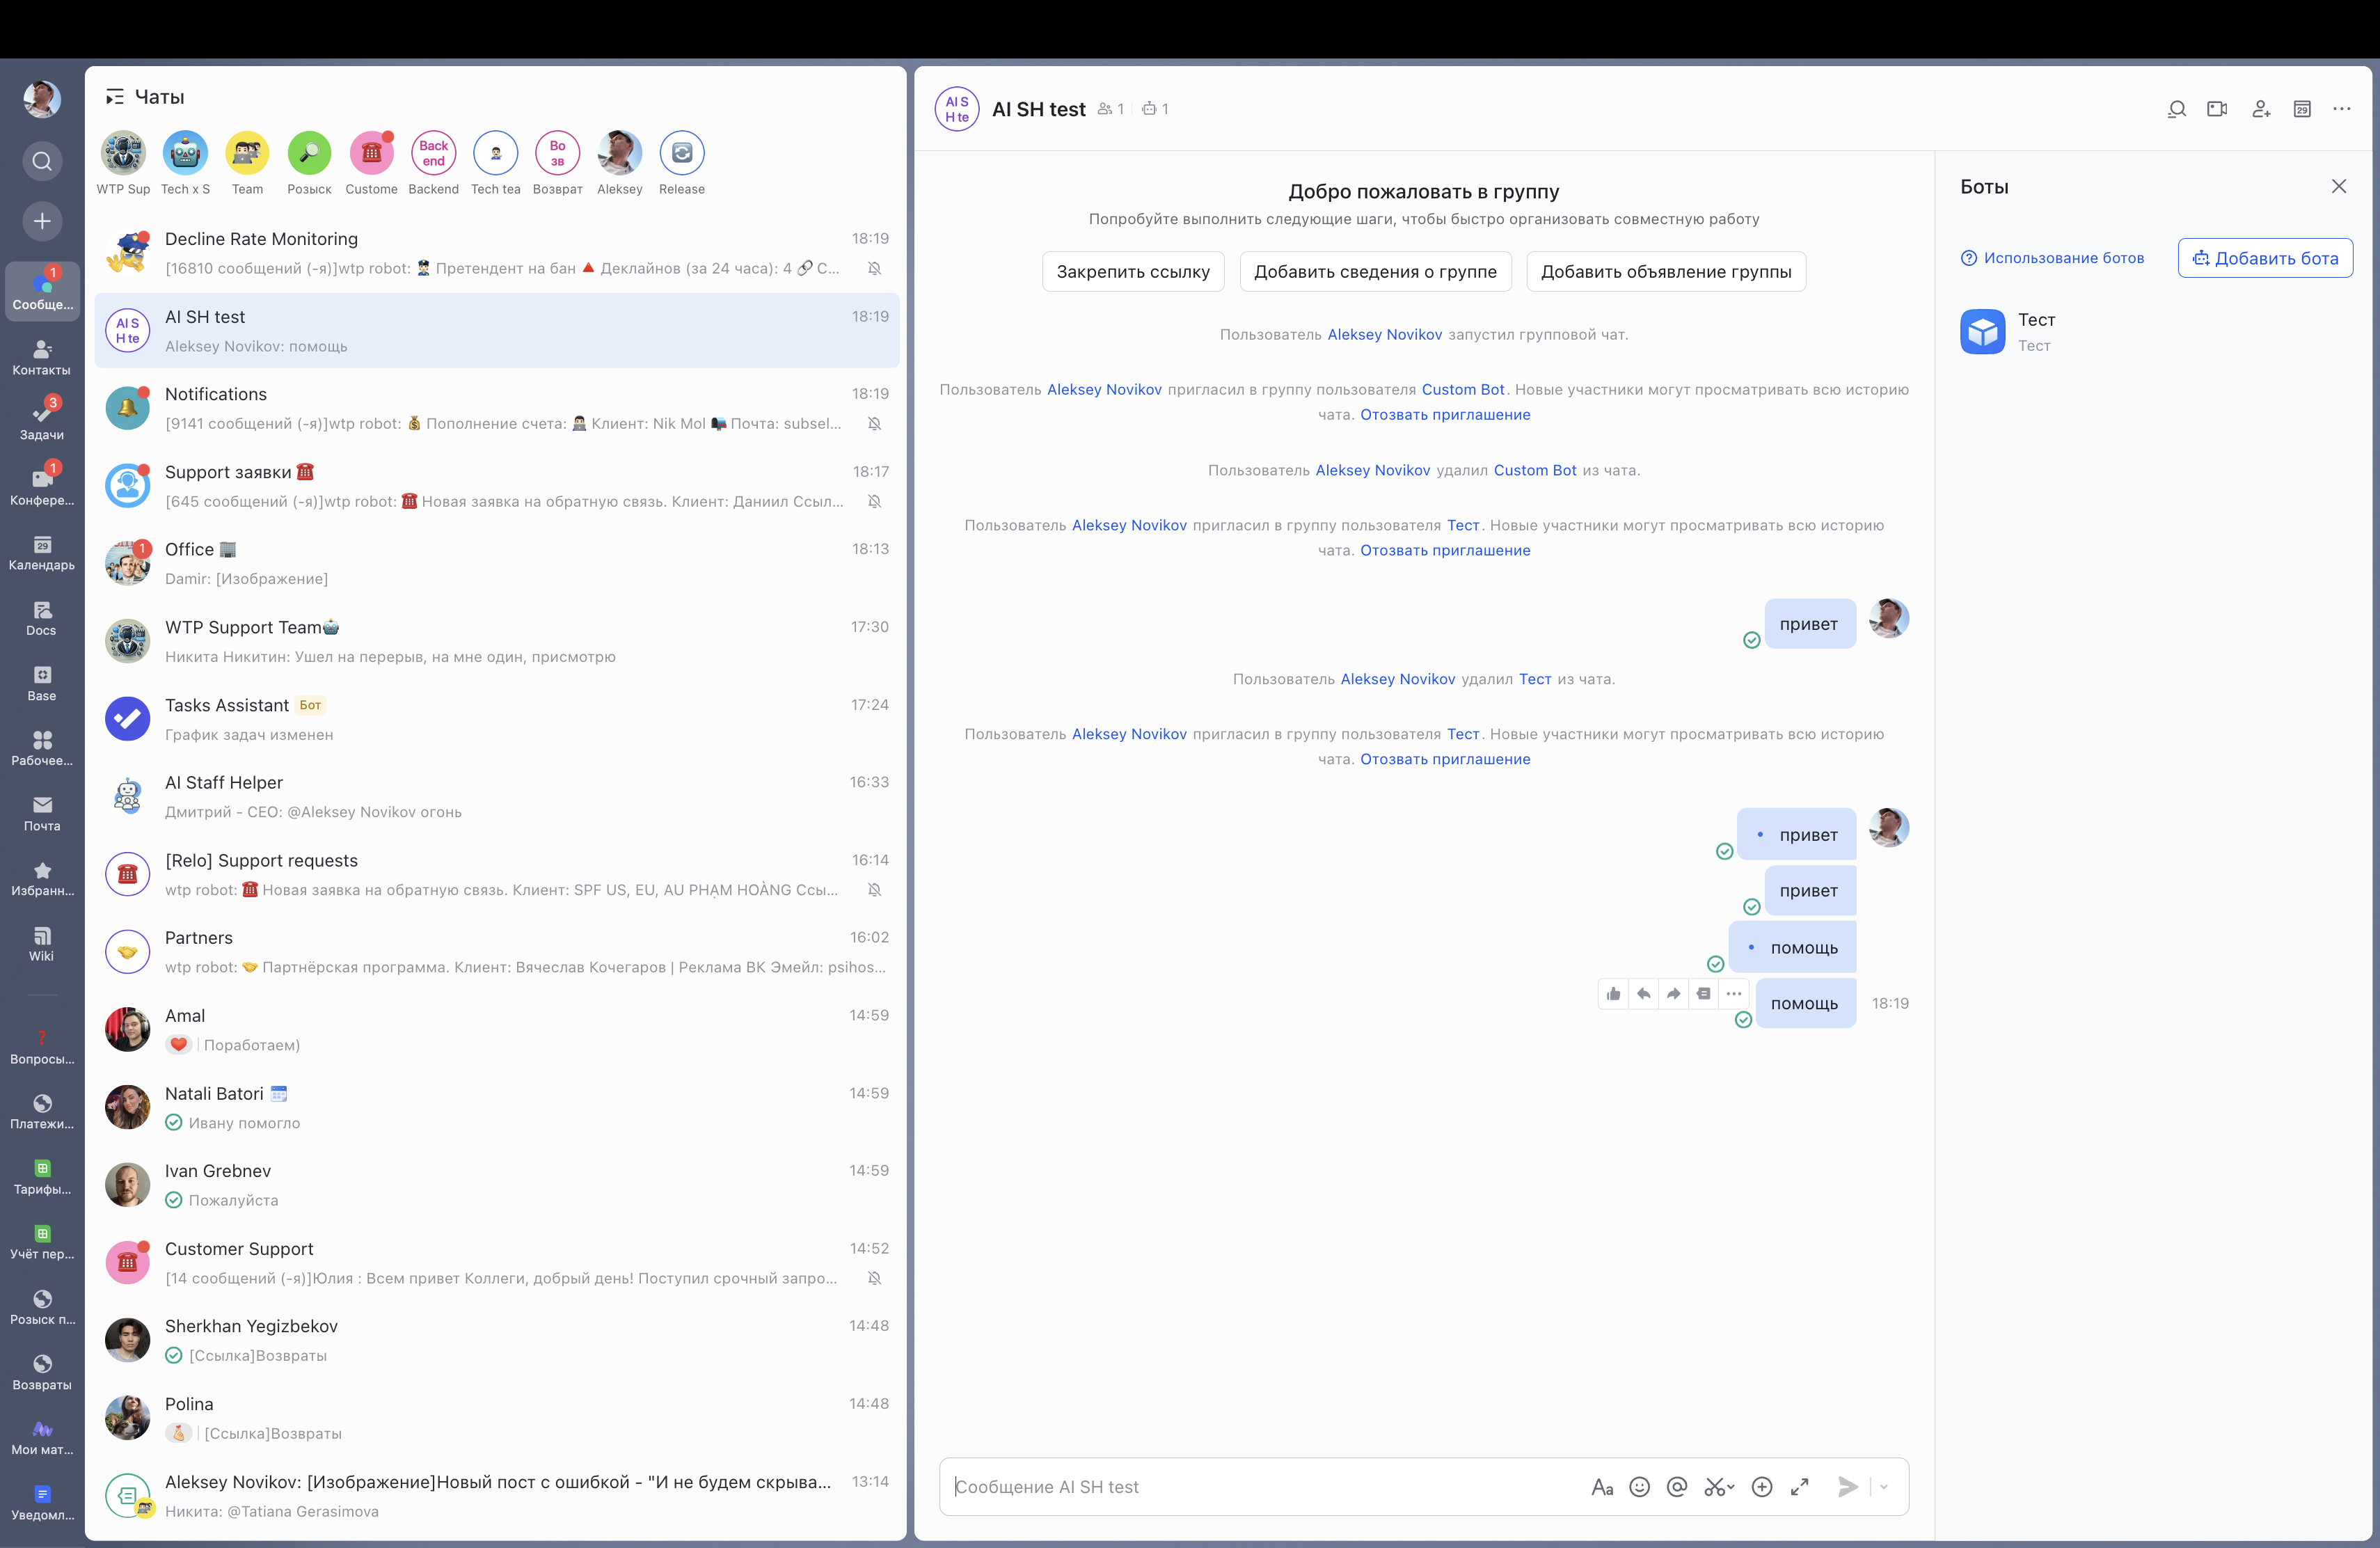 Чаты
WTP Sup
Tech x S
Team
Розыск
Custome
Back
end
Backend
Tech tea
Во
зв
Возврат
Aleksey
Release
1
Сообще...
Контакты
3
Задачи
1
Конфере...
29
Календарь
Docs
Base
Рабочее...
Почта
Избранн...
Wiki
?
Вопросы...
Платежи...
Тарифы...
Учёт пер...
Розыск п...
Возвраты
Мои мат...
Уведомл...
Decline Rate Monitoring 18:19
[16810 сообщений (-я)]wtp robot: Претендент на бан Деклайнов (за 24 часа): 4 С...
AI S
H te
AI SH test 18:19
Aleksey Novikov: помощь
Notifications 18:19
[9141 сообщений (-я)]wtp robot: Пополнение счета: Клиент: Nik Mol Почта: subsel...
Support заявки 18:17
[645 сообщений (-я)]wtp robot: Новая заявка на обратную связь. Клиент: Даниил Ссыл...
1
Office 18:13
Damir: [Изображение]
WTP Support Team 17:30
Никита Никитин: Ушел на перерыв, на мне один, присмотрю
Tasks Assistant Бот 17:24
График задач изменен
AI Staff Helper 16:33
Дмитрий - CEO: @Aleksey Novikov огонь
[Relo] Support requests 16:14
wtp robot: Новая заявка на обратную связь. Клиент: SPF US, EU, AU PHẠM HOÀNG Ссы...
Partners 16:02
wtp robot: Партнёрская программа. Клиент: Вячеслав Кочегаров | Реклама ВК Эмейл: psihos...
Amal 14:59
Поработаем)
Natali Batori 14:59
Ивану помогло
Ivan Grebnev 14:59
Пожалуйста
Customer Support 14:52
[14 сообщений (-я)]Юлия : Всем привет Коллеги, добрый день! Поступил срочный запро...
Sherkhan Yegizbekov 14:48
[Ссылка]Возвраты
Polina 14:48
[Ссылка]Возвраты
Aleksey Novikov: [Изображение]Новый пост с ошибкой - "И не будем скрыва... 13:14
Никита: @Tatiana Gerasimova
AI S
H te
AI SH test 1 1
29
Добро пожаловать в группу
Попробуйте выполнить следующие шаги, чтобы быстро организовать совместную работу
Закрепить ссылку Добавить сведения о группе Добавить объявление группы
Пользователь Aleksey Novikov запустил групповой чат.
Пользователь Aleksey Novikov пригласил в группу пользователя Custom Bot. Новые участники могут просматривать всю историю
чата. Отозвать приглашение
Пользователь Aleksey Novikov удалил Custom Bot из чата.
Пользователь Aleksey Novikov пригласил в группу пользователя Тест. Новые участники могут просматривать всю историю
чата. Отозвать приглашение
привет
Пользователь Aleksey Novikov удалил Тест из чата.
Пользователь Aleksey Novikov пригласил в группу пользователя Тест. Новые участники могут просматривать всю историю
чата. Отозвать приглашение
• привет
привет
• помощь
помощь 18:19
Сообщение AI SH test
Aa
Боты
Использование ботов
Добавить бота
Тест
Тест